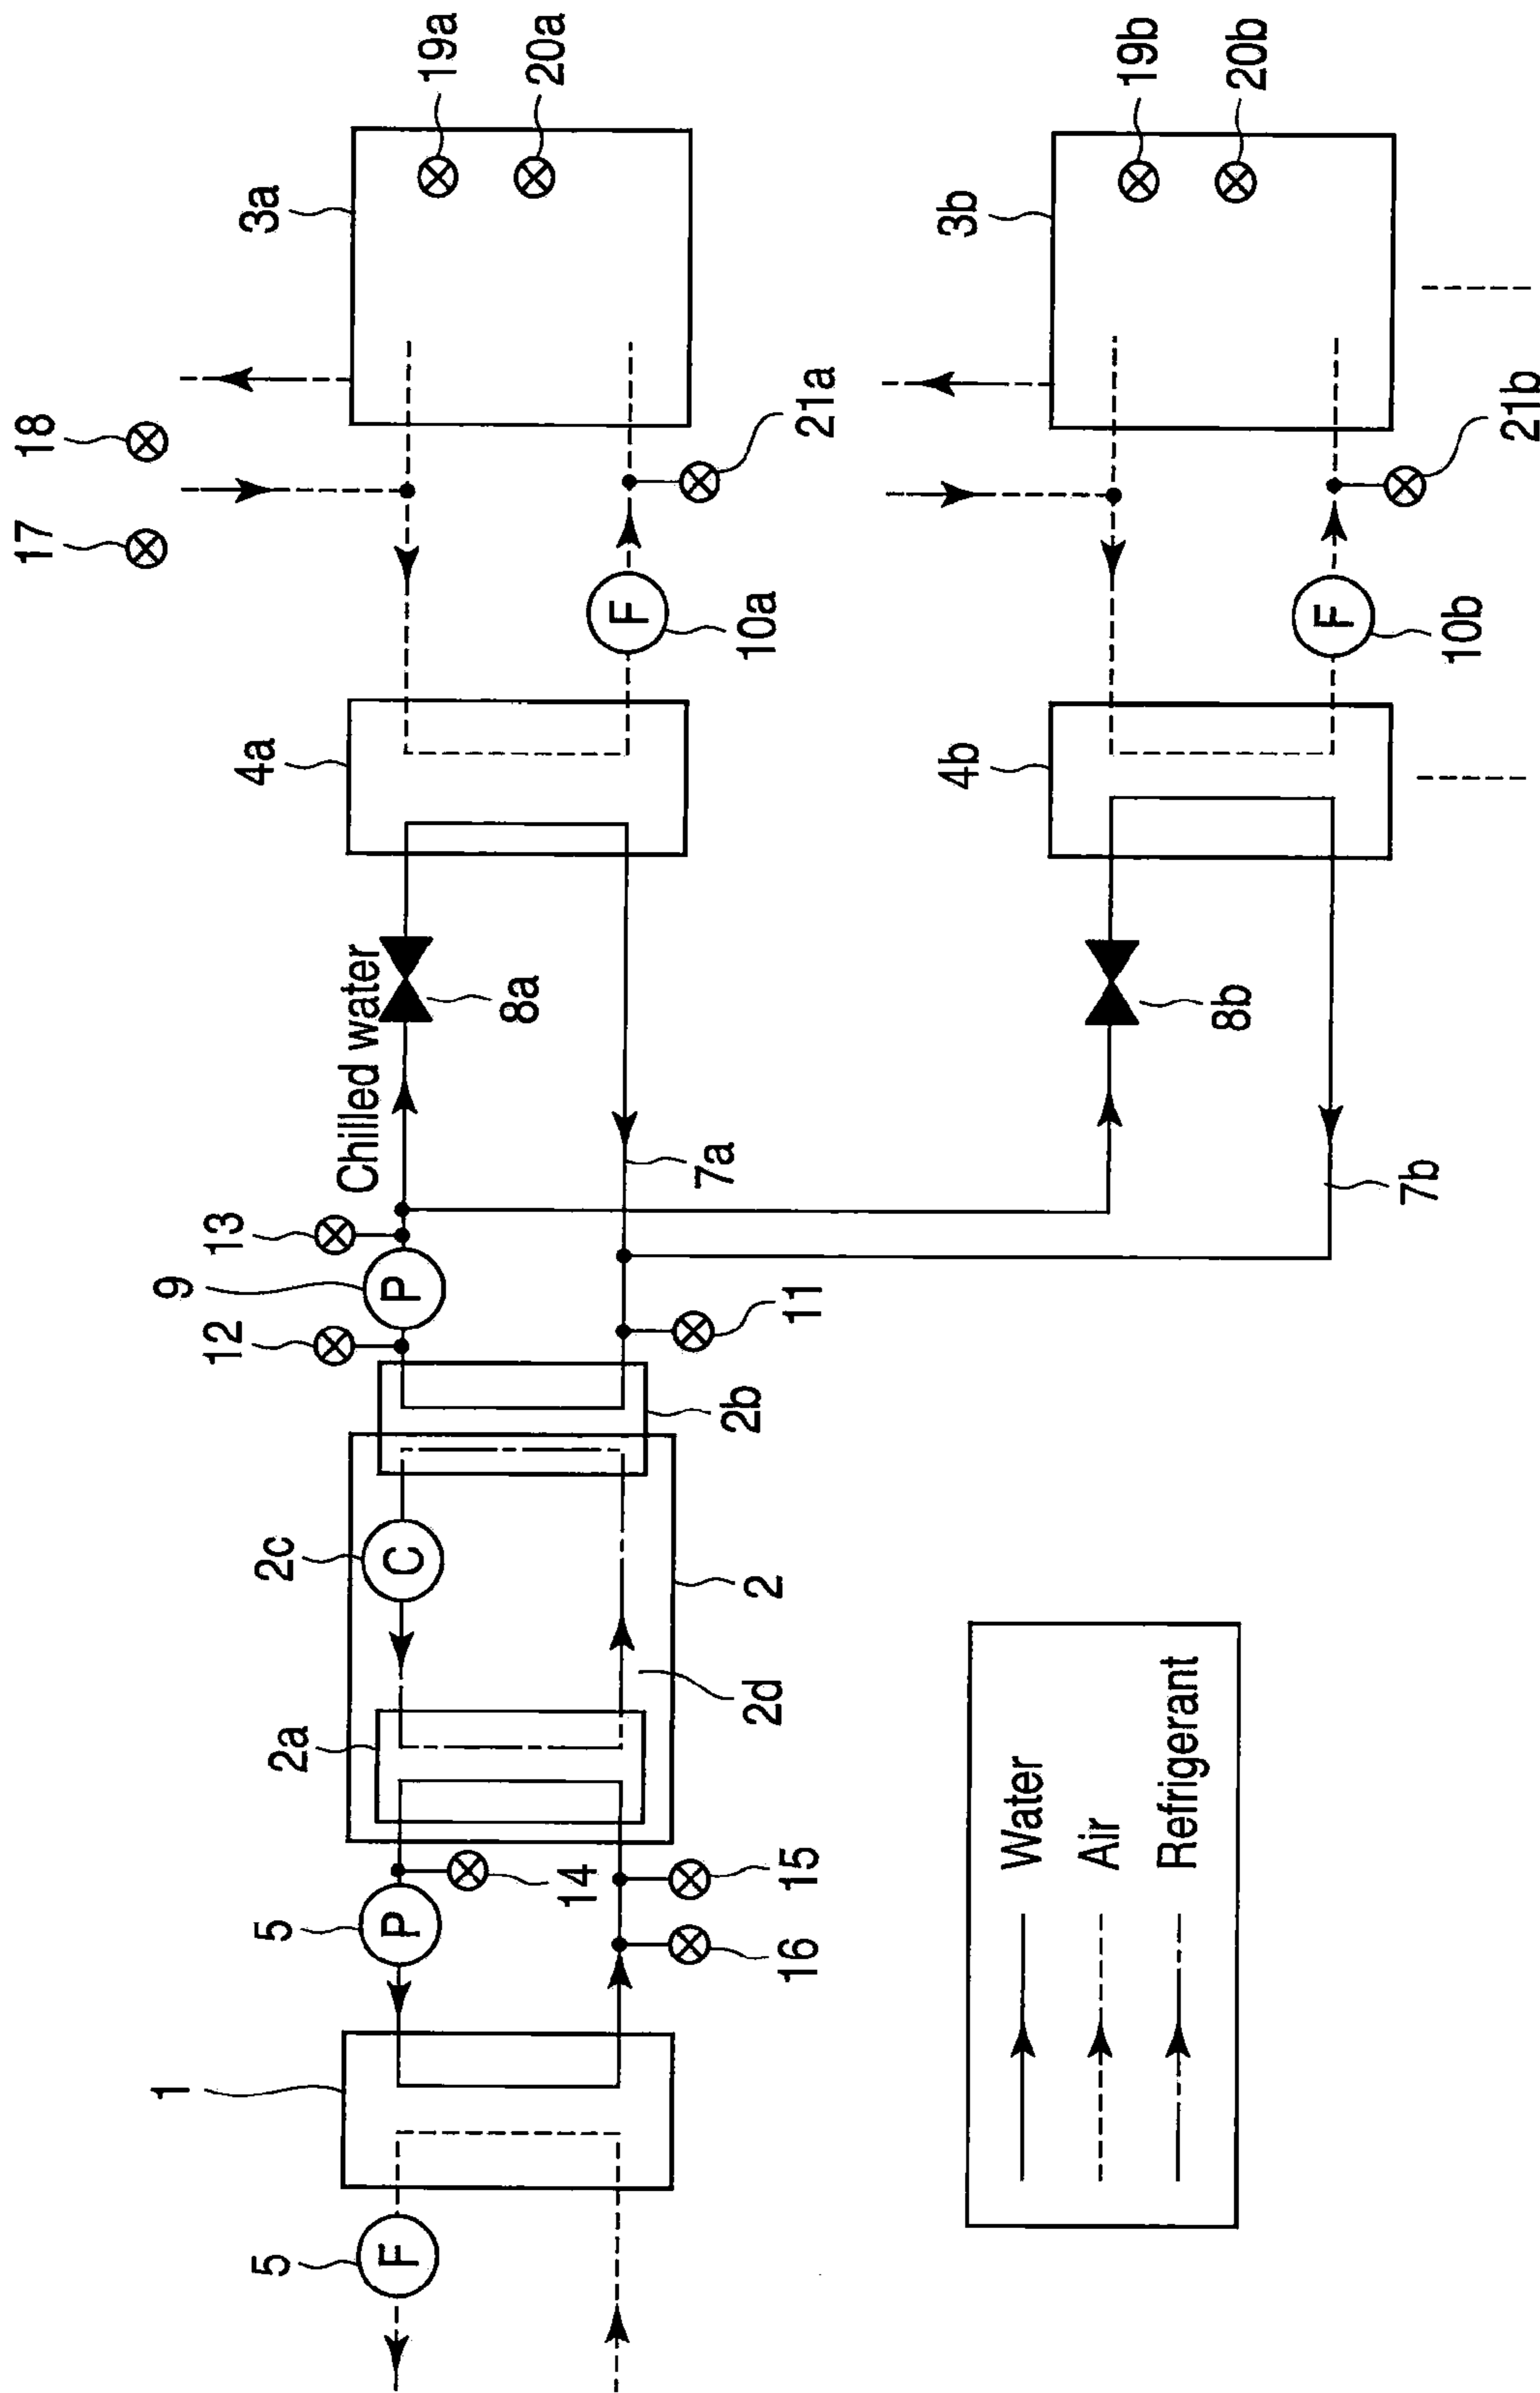 17
18
1
9
12
13
5
5
2a
2c
4a
3a
Chilled water
F
P
C
P
19a
8a
20a
14
F
2d
2
2b
7a
10a
16
15
11
21a
4b
3b
Water
Air
Refrigerant
19b
8b
20b
F
7b
10b
21b